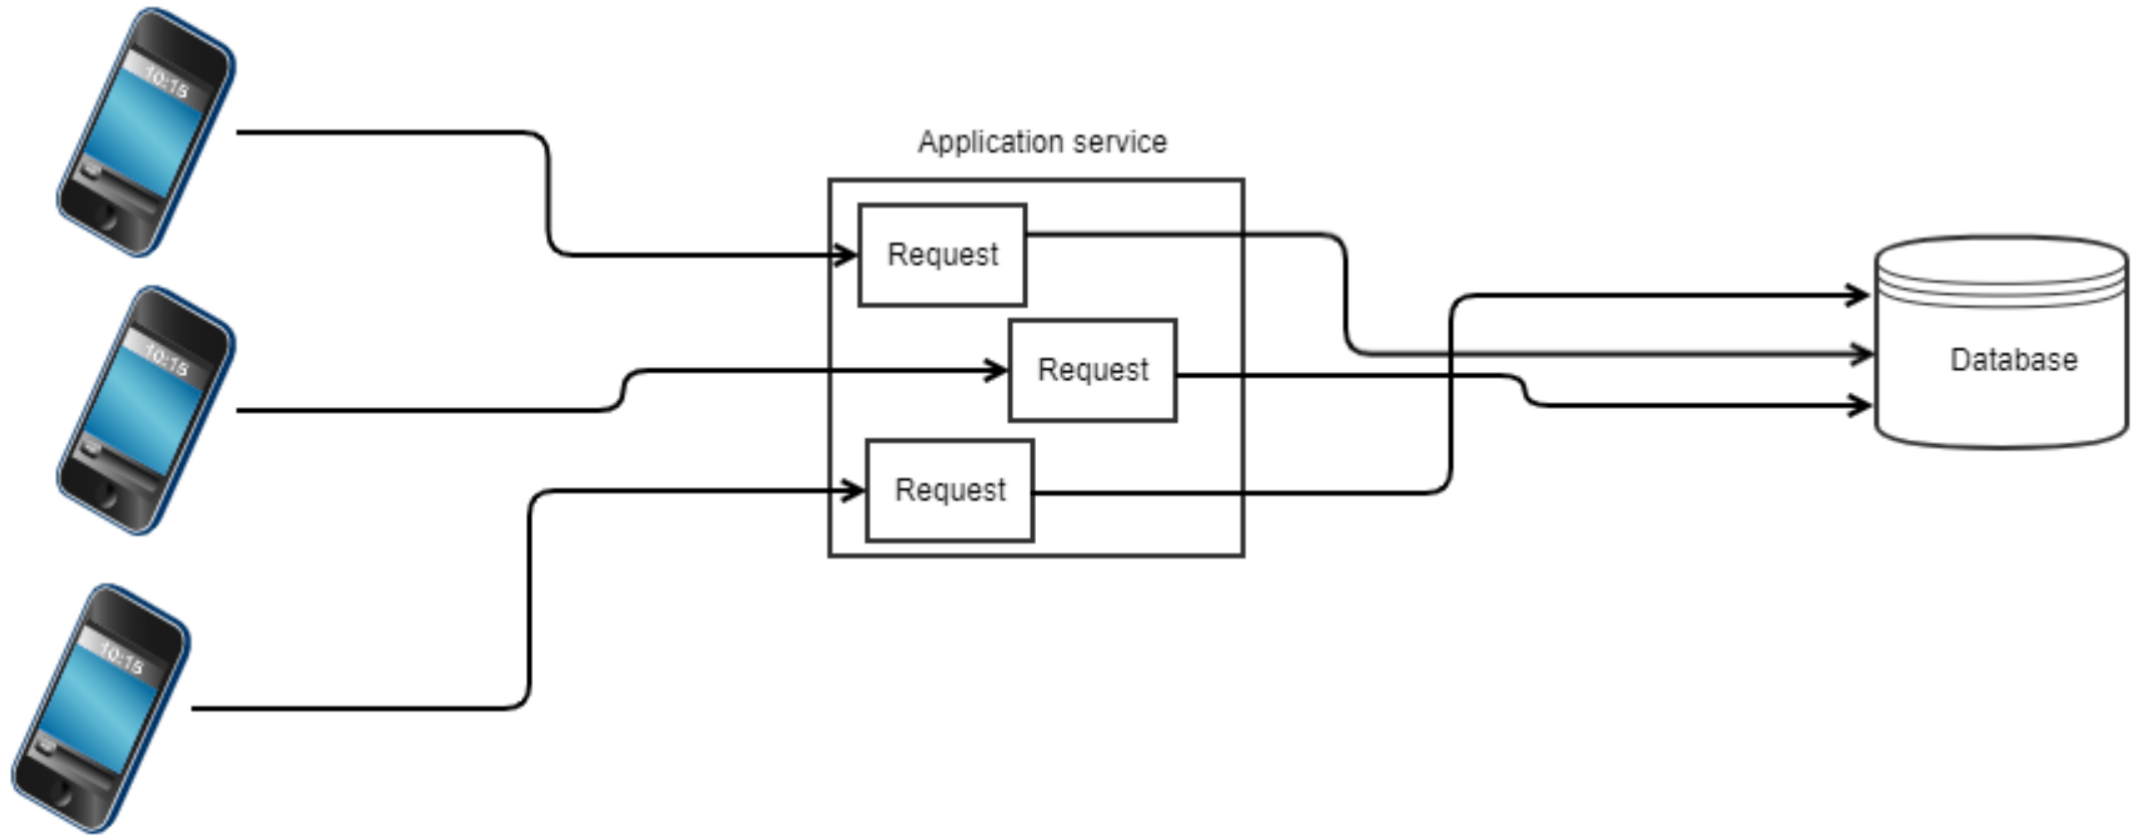 10:15
Application service
Request
10:15
Request
Database
Request
10:15